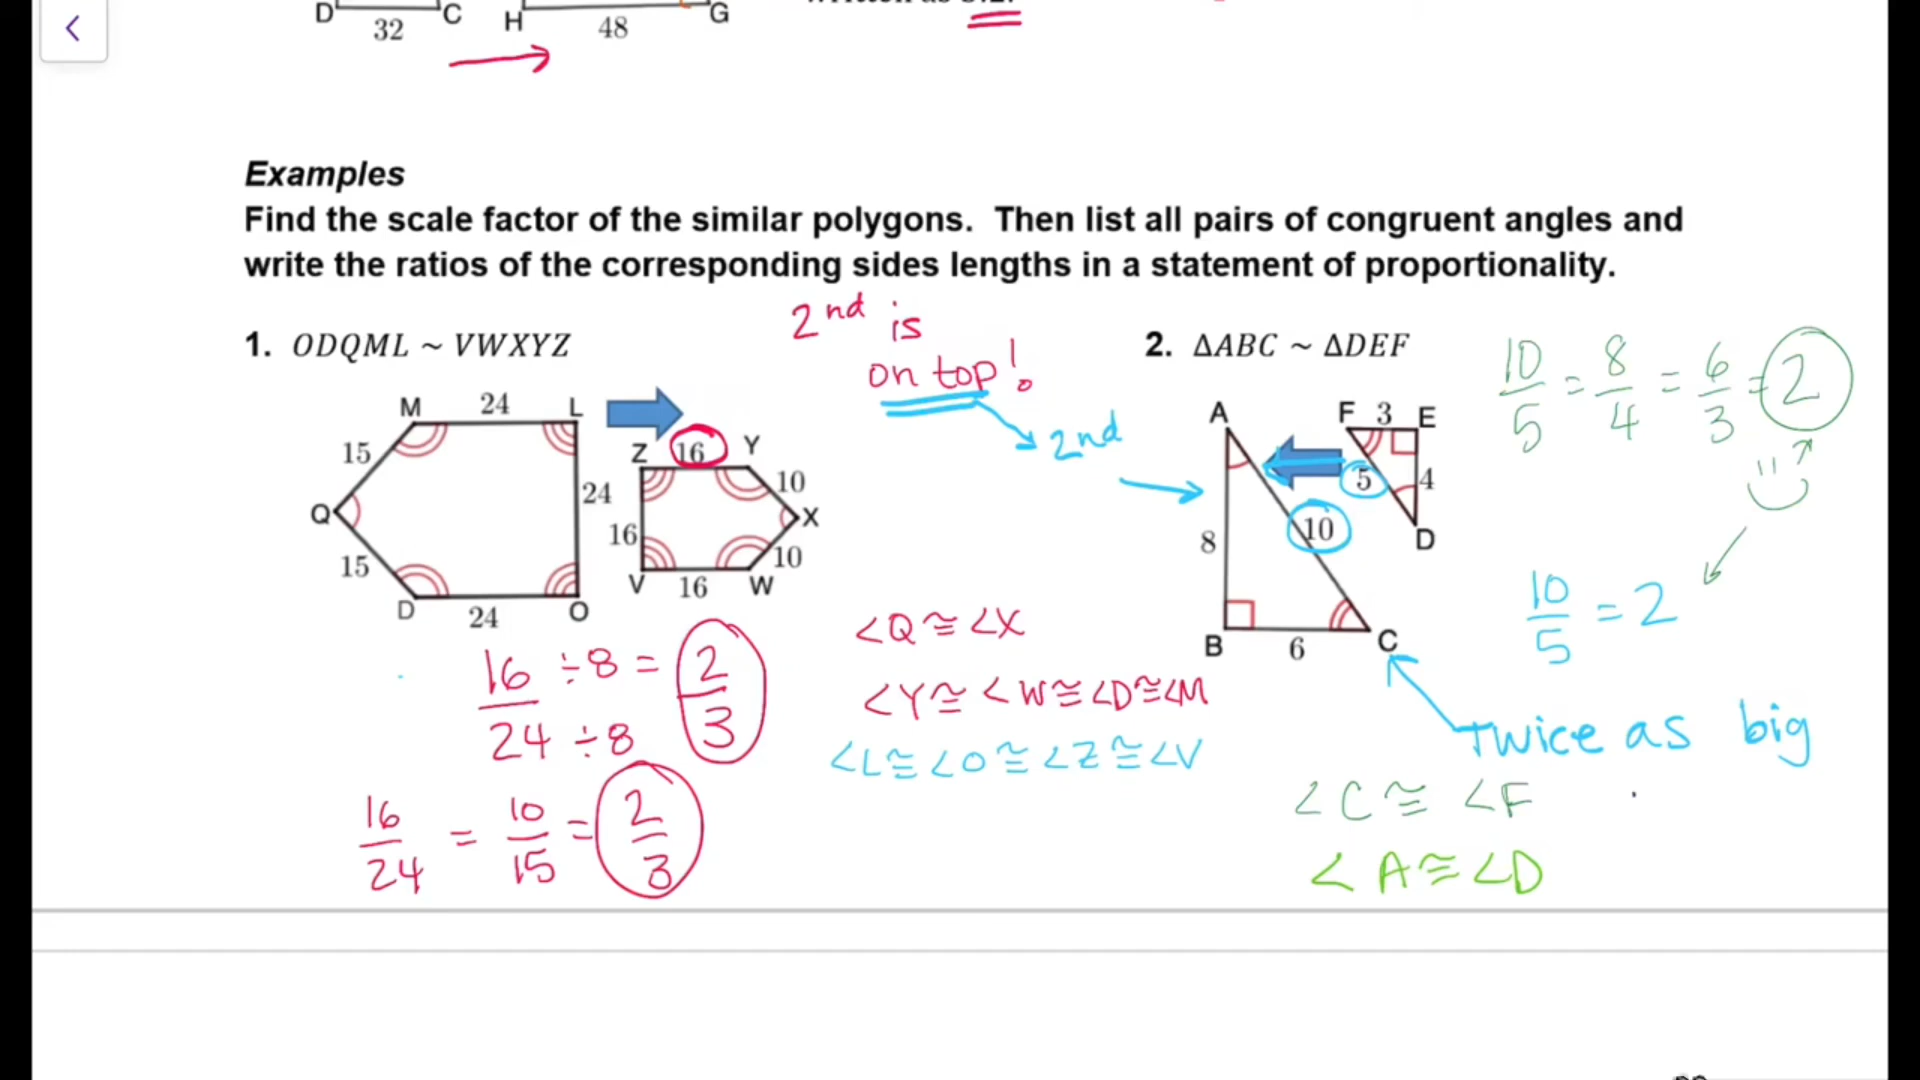 D 32 C H 48 G
Examples
Find the scale factor of the similar polygons. Then list all pairs of congruent angles and
write the ratios of the corresponding sides lengths in a statement of proportionality.
1. ODQML ~ VWXYZ
2nd is
on top!
2nd
2. ΔABC ~ ΔDEF
10/5 = 8/4 = 6/3 = 2
M 24 L
15
Q
15
D 24 O
24
Z 16 Y
10
X
16
10
V 16 W
A
F 3 E
5 4
10
D
8
B 6 C
10/5 = 2
Twice as big
16/24 ÷8/÷8 = 2/3
16/24 = 10/15 = 2/3
∠Q ≅ ∠X
∠Y ≅ ∠W ≅ ∠D ≅ ∠M
∠L ≅ ∠O ≅ ∠Z ≅ ∠V
∠C ≅ ∠F
∠A ≅ ∠D